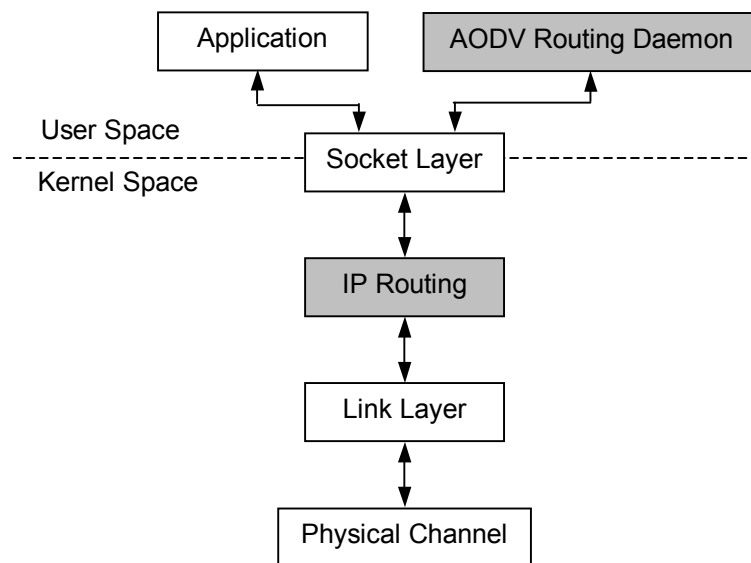 Application
AODV Routing Daemon
User Space
Socket Layer
Kernel Space
IP Routing
Link Layer
Physical Channel